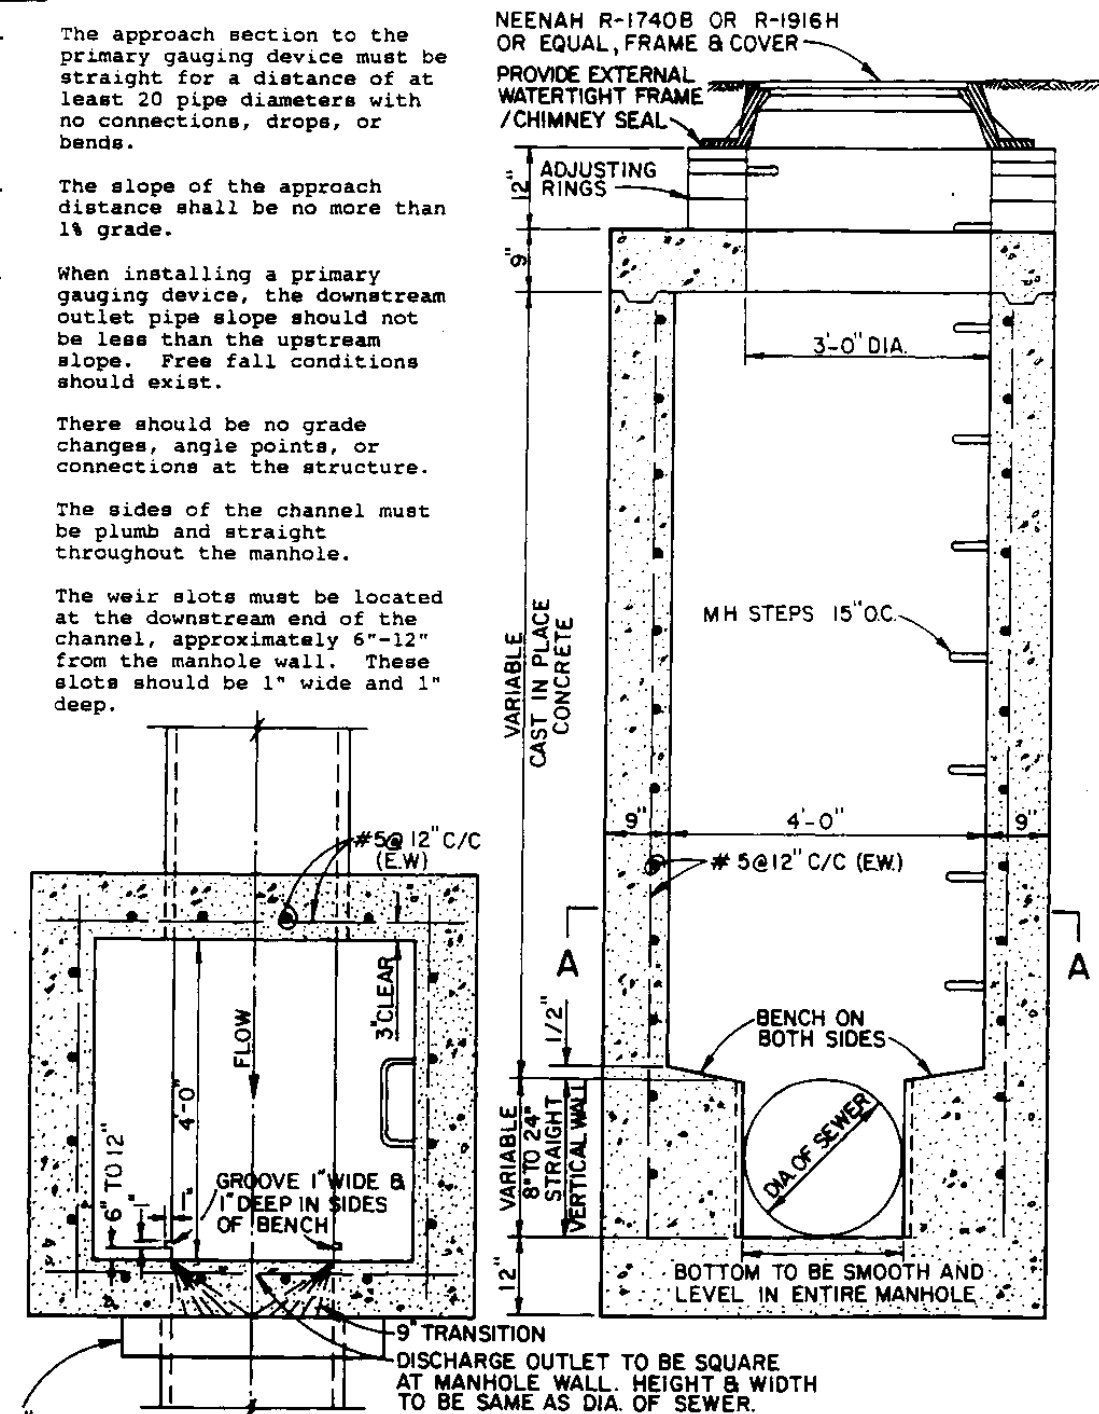 The approach section to the
primary gauging device must be
straight for a distance of at
least 20 pipe diameters with
no connections, drops, or
bends.
The slope of the approach
distance shall be no more than
1% grade.
When installing a primary
gauging device, the downstream
outlet pipe slope should not
be less than the upstream
slope. Free fall conditions
should exist.
There should be no grade
changes, angle points, or
connections at the structure.
The sides of the channel must
be plumb and straight
throughout the manhole.
The weir slots must be located
at the downstream end of the
channel, approximately 6"-12"
from the manhole wall. These
slots should be 1" wide and 1"
deep.
NEENAH R-1740B OR R-1916H
OR EQUAL, FRAME & COVER
PROVIDE EXTERNAL
WATERTIGHT FRAME
/CHIMNEY SEAL
12"
ADJUSTING
RINGS
9"
3'-0" DIA.
MH STEPS 15" O.C.
VARIABLE
CAST IN PLACE
CONCRETE
9"
4'-0"
9"
#5@12" C/C (E.W.)
A
A
1/2"
BENCH ON
BOTH SIDES
VARIABLE
8" TO 24"
STRAIGHT
VERTICAL WALL
DIA. OF SEWER
12"
BOTTOM TO BE SMOOTH AND
LEVEL IN ENTIRE MANHOLE
#5@12" C/C
(E.W)
3" CLEAR
FLOW
4'-0"
6" TO 12"
1"
1"
GROOVE 1" WIDE &
1" DEEP IN SIDES
OF BENCH
9" TRANSITION
DISCHARGE OUTLET TO BE SQUARE
AT MANHOLE WALL. HEIGHT & WIDTH
TO BE SAME AS DIA. OF SEWER.